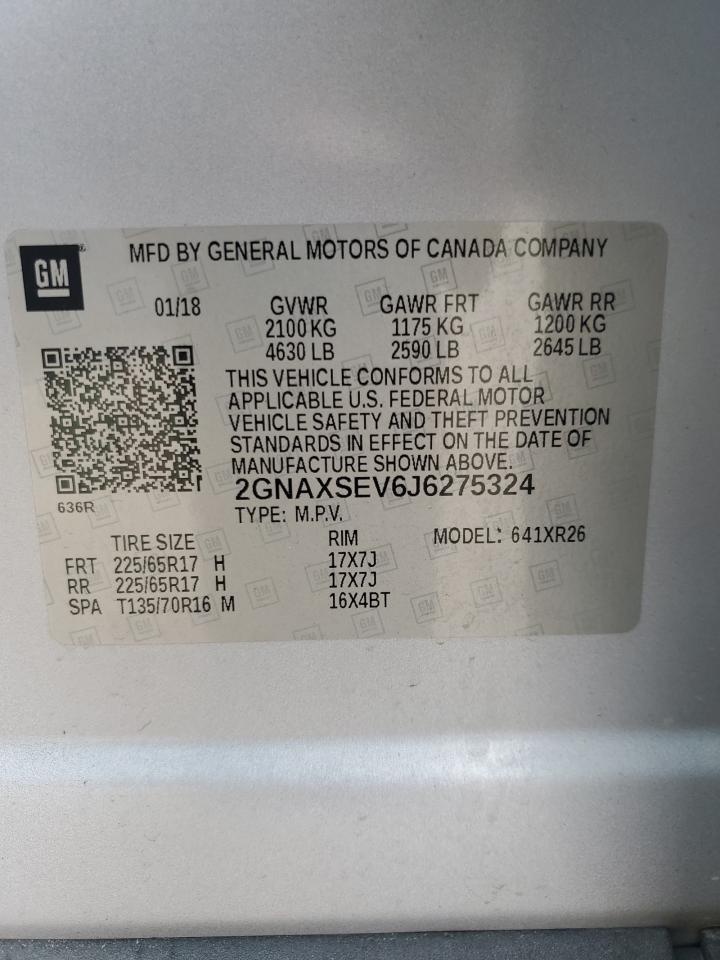 GM
MFD BY GENERAL MOTORS OF CANADA COMPANY
01/18 GVWR GAWR FRT GAWR RR
2100 KG 1175 KG 1200 KG
4630 LB 2590 LB 2645 LB
THIS VEHICLE CONFORMS TO ALL
APPLICABLE U.S. FEDERAL MOTOR
VEHICLE SAFETY AND THEFT PREVENTION
STANDARDS IN EFFECT ON THE DATE OF
MANUFACTURE SHOWN ABOVE.
2GNAXSEV6J6275324
636R
TYPE: M.P.V.
TIRE SIZE RIM MODEL: 641XR26
FRT 225/65R17 H 17X7J
RR 225/65R17 H 17X7J
SPA T135/70R16 M 16X4BT